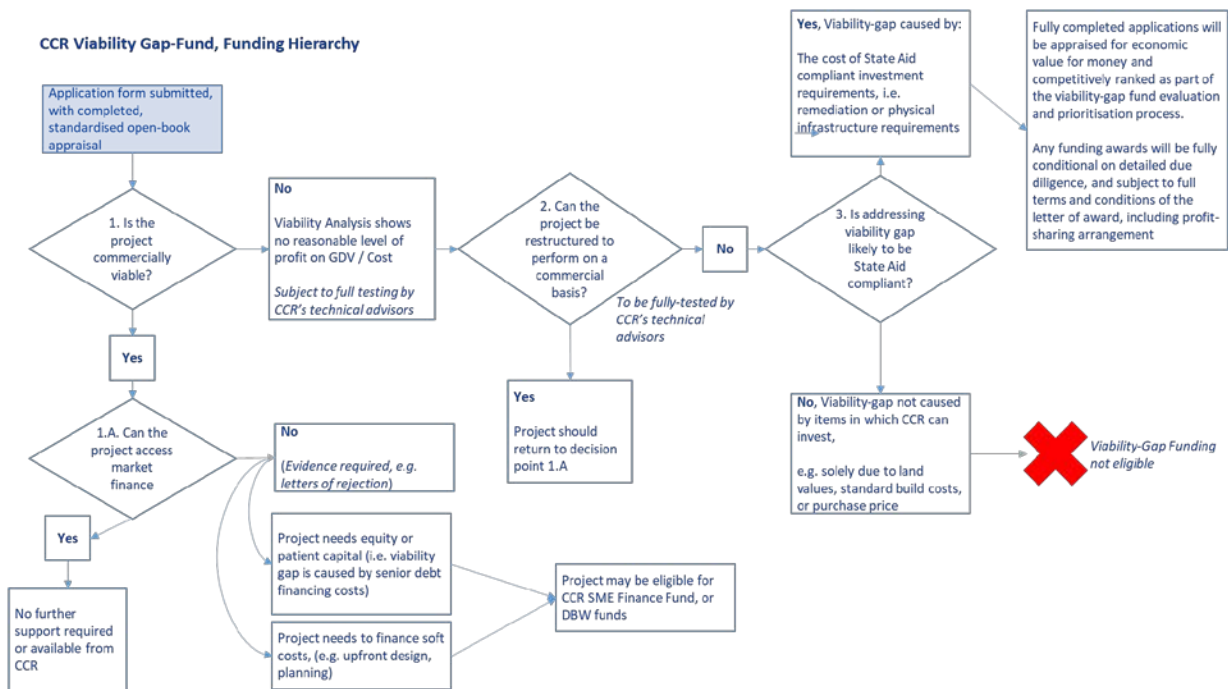 CCR Viability Gap-Fund, Funding Hierarchy
Application form submitted,
with completed,
standardised open-book
appraisal
1. Is the
project
commercially
viable?
No
Viability Analysis shows
no reasonable level of
profit on GDV / Cost
Subject to full testing by
CCR's technical advisors
2. Can the
project be
restructured to
perform on a
commercial
basis?
To be fully-tested by
CCR's technical
advisors
No
3. Is addressing
viability gap
likely to be
State Aid
compliant?
Yes, Viability-gap caused by:
The cost of State Aid
compliant investment
requirements, i.e.
remediation or physical
infrastructure requirements
Fully completed applications will
be appraised for economic
value for money and
competitively ranked as part of
the viability-gap fund evaluation
and prioritisation process.
Any funding awards will be fully
conditional on detailed due
diligence, and subject to full
terms and conditions of the
letter of award, including profit-
sharing arrangement
Yes
Yes
Project should
return to decision
point 1.A
No, Viability-gap not caused
by items in which CCR can
invest,
e.g. solely due to land
values, standard build costs,
or purchase price
Viability-Gap Funding
not eligible
1.A. Can the
project access
market
finance
No
(Evidence required, e.g.
letters of rejection)
Yes
No further
support required
or available from
CCR
Project needs equity or
patient capital (i.e. viability
gap is caused by senior debt
financing costs)
Project needs to finance soft
costs, (e.g. upfront design,
planning)
Project may be eligible for
CCR SME Finance Fund, or
DBW funds